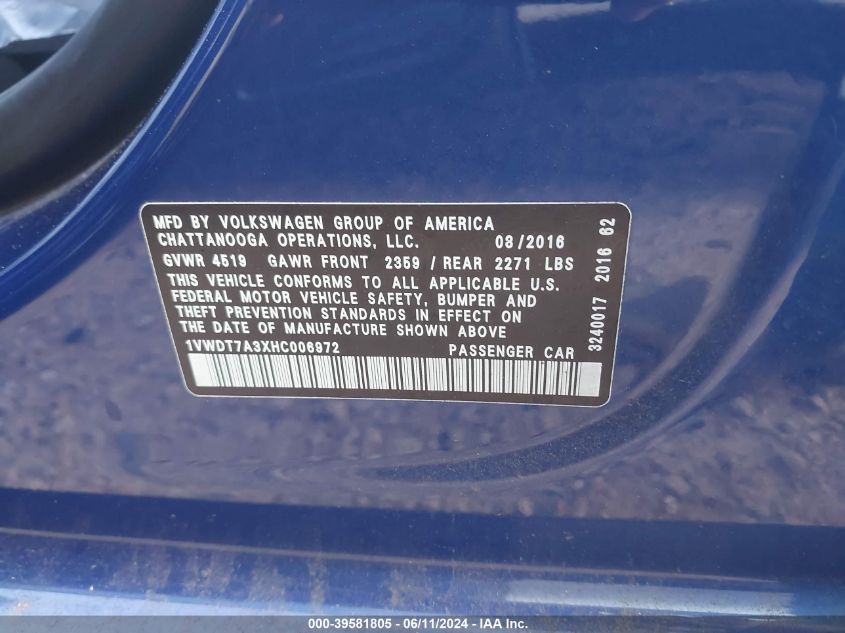 MFD BY VOLKSWAGEN GROUP OF AMERICA
CHATTANOOGA OPERATIONS, LLC. 08/2016
GVWR 4519 GAWR FRONT 2359 / REAR 2271 LBS
THIS VEHICLE CONFORMS TO ALL APPLICABLE U.S.
FEDERAL MOTOR VEHICLE SAFETY, BUMPER AND
THEFT PREVENTION STANDARDS IN EFFECT ON
THE DATE OF MANUFACTURE SHOWN ABOVE
1VWDT7A3XHC006972 PASSENGER CAR
3240017 2016 62
000-39581805 - 06/11/2024 - IAA Inc.